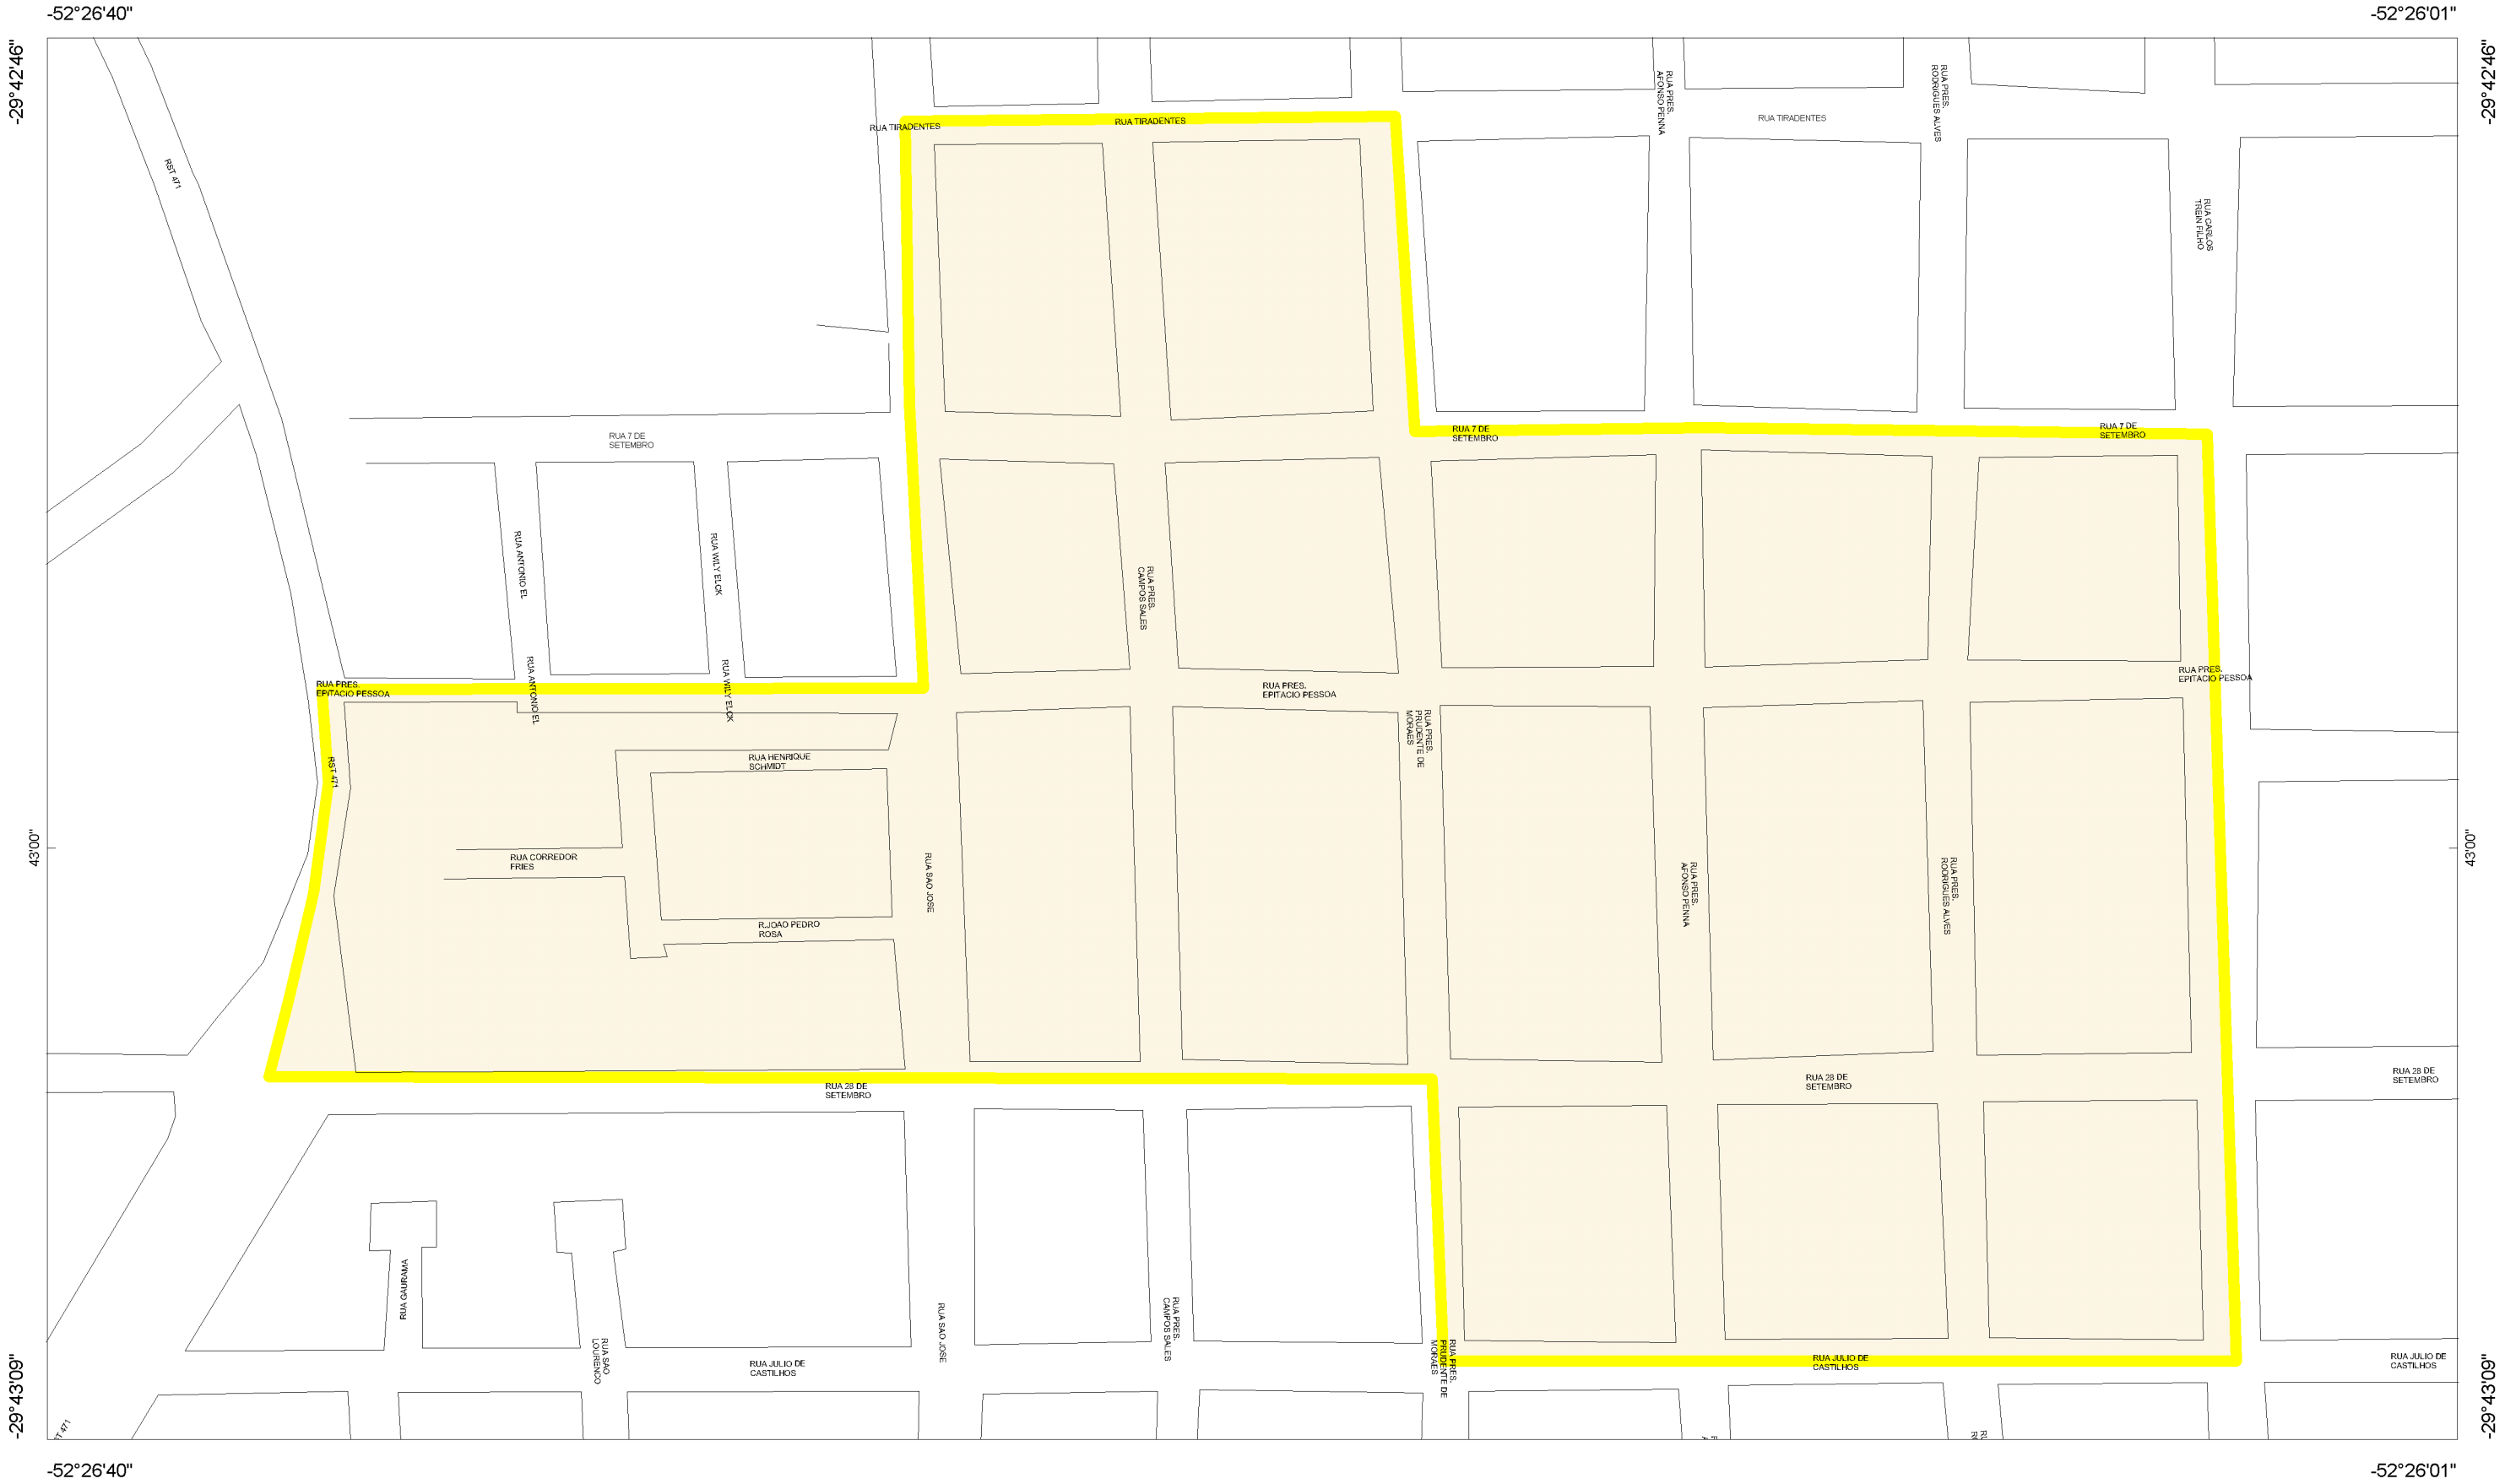 -52°26'40"
-52°26'01"
-29°42'46"
-29°42'46"
RUA PRES.
AFONSO PENNA
RUA PRES.
RODRIGUES ALVES
RUA TIRADENTES
RUA TIRADENTES
RUA TIRADENTES
RST 471
RUA CARLOS
TREIN FILHO
RUA 7 DE
SETEMBRO
RUA 7 DE
SETEMBRO
RUA 7 DE
SETEMBRO
RUA ANTONIO EL
RUA WILY ELCK
RUA PRES.
CAMPOS SALES
RUA PRES.
EPITACIO PESSOA
RUA ANTONIO EL
RUA WILY ELCK
RUA PRES.
EPITACIO PESSOA
RUA PRES.
EPITACIO PESSOA
RUA PRES.
PRUDENTE DE
MORAES
RST 471
RUA HENRIQUE
SCHMIDT
43'00"
43'00"
RUA CORREDOR
FRIES
RUA SAO JOSE
RUA PRES.
AFONSO PENNA
RUA PRES.
RODRIGUES ALVES
R.JOAO PEDRO
ROSA
RUA 28 DE
SETEMBRO
RUA 28 DE
SETEMBRO
RUA 28 DE
SETEMBRO
RUA GAURAMA
RUA SAO
LOURENCO
RUA SAO JOSE
RUA PRES.
CAMPOS SALES
RUA PRES.
PRUDENTE DE
MORAES
RUA JULIO DE
CASTILHOS
RUA JULIO DE
CASTILHOS
RUA JULIO DE
CASTILHOS
-29°43'09"
-29°43'09"
ST 471
-52°26'40"
-52°26'01"